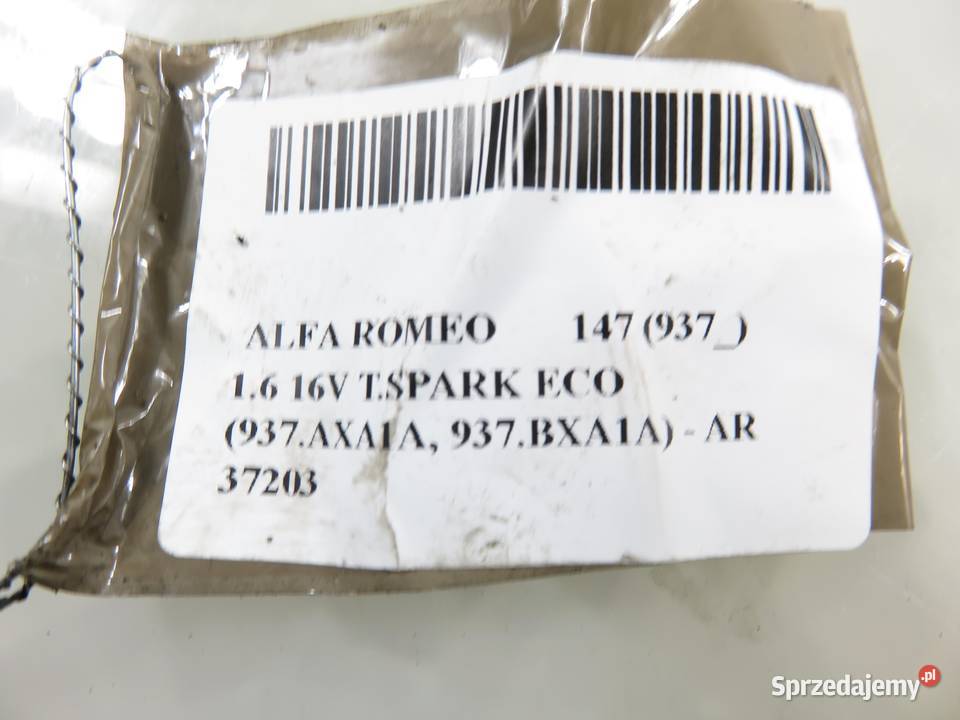 ALFA ROMEO 147 (937_)
1.6 16V T.SPARK ECO
(937.AXA1A, 937.BXA1A) - AR
37203
Sprzedajemy.pl